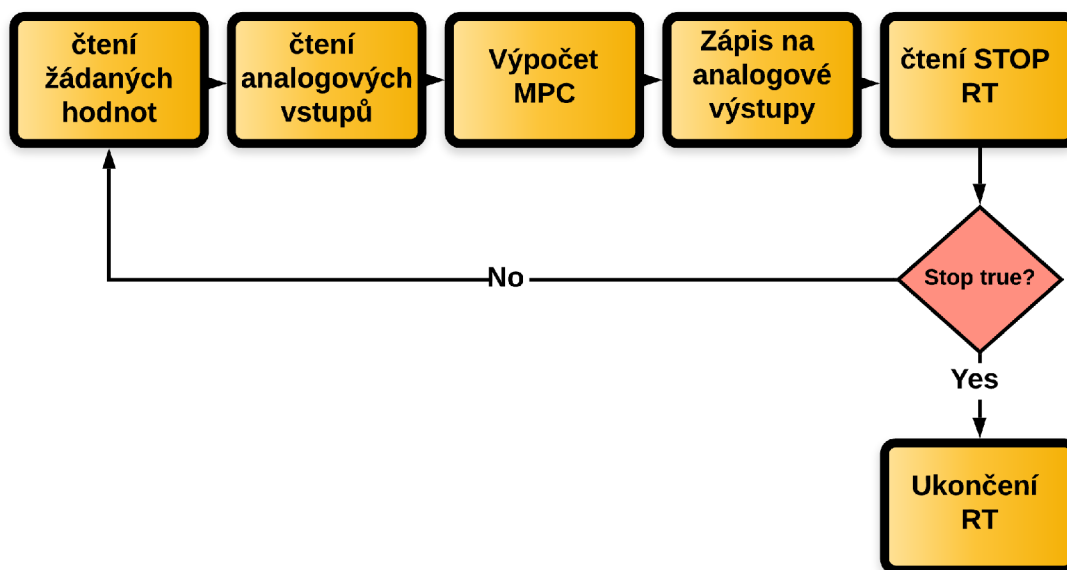 čtení
žádaných
hodnot
čtení
analogových
vstupů
Výpočet
MPC
Zápis na
analogové
výstupy
čtení STOP
RT
Stop true?
No
Yes
Ukončení
RT